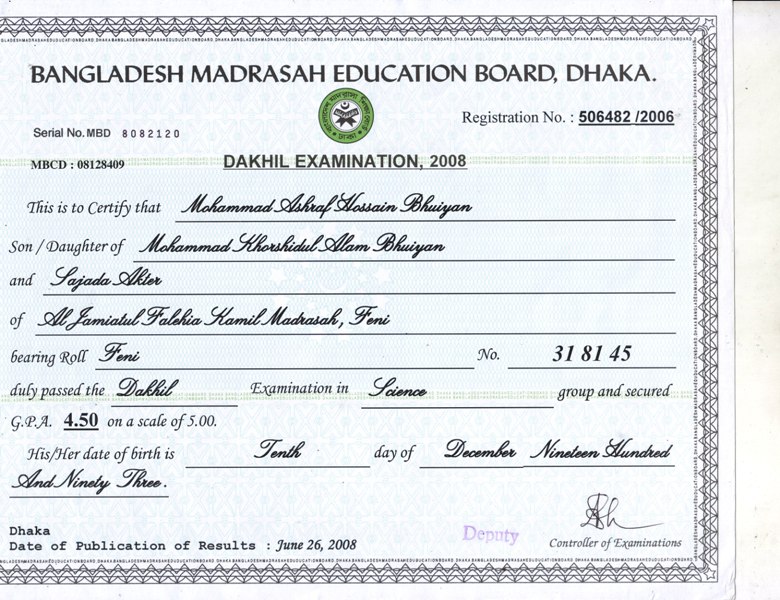 BANGLADESH MADRASAH EDUCATION BOARD, DHAKA.
Registration No. : 506482 /2006
Serial No. MBD 8082120
MBCD : 08128409
DAKHIL EXAMINATION, 2008
This is to Certify that Mohammad Ashraf Hossain Bhuiyan
Son / Daughter of Mohammad Khorshidul Alam Bhuiyan
and Sajada Akter
of Al Jamiatul Falehia Kamil Madrasah, Feni
bearing Roll Feni No. 31 81 45
duly passed the Dakhil Examination in Science group and secured
G.P.A. 4.50 on a scale of 5.00.
His/Her date of birth is Tenth day of December Nineteen Hundred
And Ninety Three.
Dhaka
Date of Publication of Results : June 26, 2008
Deputy
Controller of Examinations